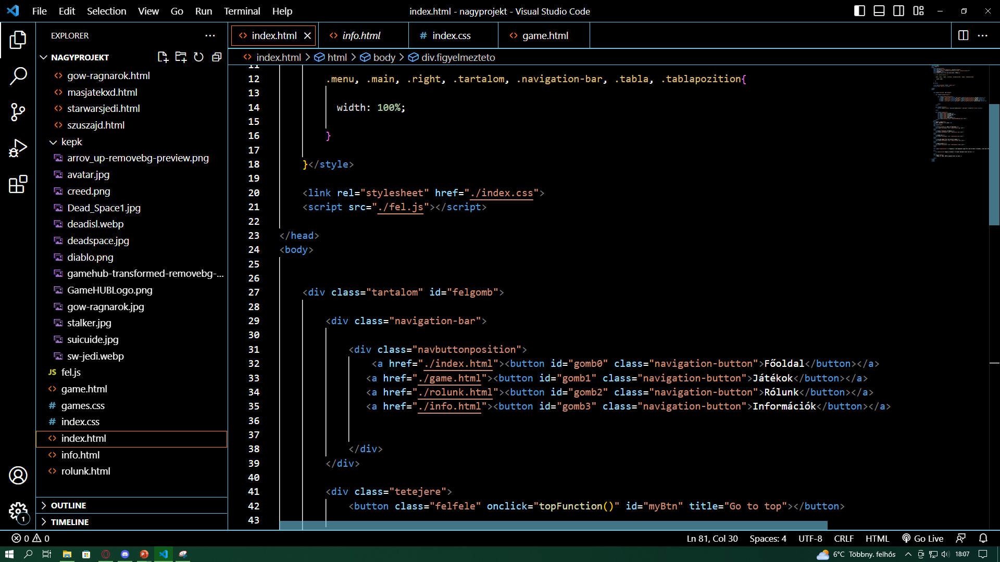 File Edit Selection View Go Run Terminal Help
index.html - nagyprojekt - Visual Studio Code
EXPLORER
NAGYPROJEKT
gow-ragnarok.html
masjatekxd.html
starwarsjedi.html
szuszajd.html
kepk
arrov_up-removebg-preview.png
avatar.jpg
creed.png
Dead_Space1.jpg
deadisl.webp
deadspace.jpg
diablo.png
gamehub-transformed-removebg-...
GameHUBLogo.png
gow-ragnarok.jpg
stalker.jpg
suicuide.jpg
sw-jedi.webp
JS fel.js
game.html
# games.css
# index.css
index.html
info.html
rolunk.html
OUTLINE
TIMELINE
1
index.html info.html # index.css game.html
index.html > html > body > div.figyelmezteto
11
12 .menu, .main, .right, .tartalom, .navigation-bar, .tabla, .tablapozition{
13
14 width: 100%;
15
16 }
17
18 }</style>
19
20 <link rel="stylesheet" href="./index.css">
21 <script src="./fel.js"></script>
22
23 </head>
24 <body>
25
26
27 <div class="tartalom" id="felgomb">
28
29 <div class="navigation-bar">
30
31 <div class="navbuttonposition">
32 <a href="./index.html"><button id="gomb0" class="navigation-button">Főoldal</button></a>
33 <a href="./game.html"><button id="gomb1" class="navigation-button">Játékok</button></a>
34 <a href="./rolunk.html"><button id="gomb2" class="navigation-button">Rólunk</button></a>
35 <a href="./info.html"><button id="gomb3" class="navigation-button">Információk</button></a>
36
37
38 </div>
39 </div>
40
41 <div class="tetejere">
42 <button class="felfele" onclick="topFunction()" id="myBtn" title="Go to top"></button>
43
0 0
Ln 81, Col 30 Spaces: 4 UTF-8 CRLF HTML Go Live
6°C Többny. felhős 18:07